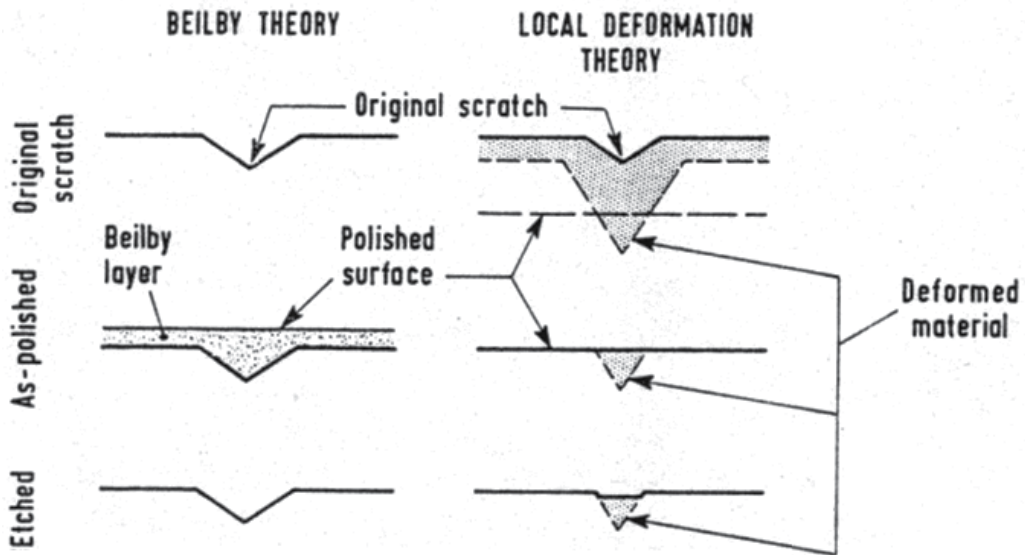 BEILBY THEORY
LOCAL DEFORMATION
THEORY
Original scratch
Original
scratch
Beilby
layer
Polished
surface
As-polished
Deformed
material
Etched